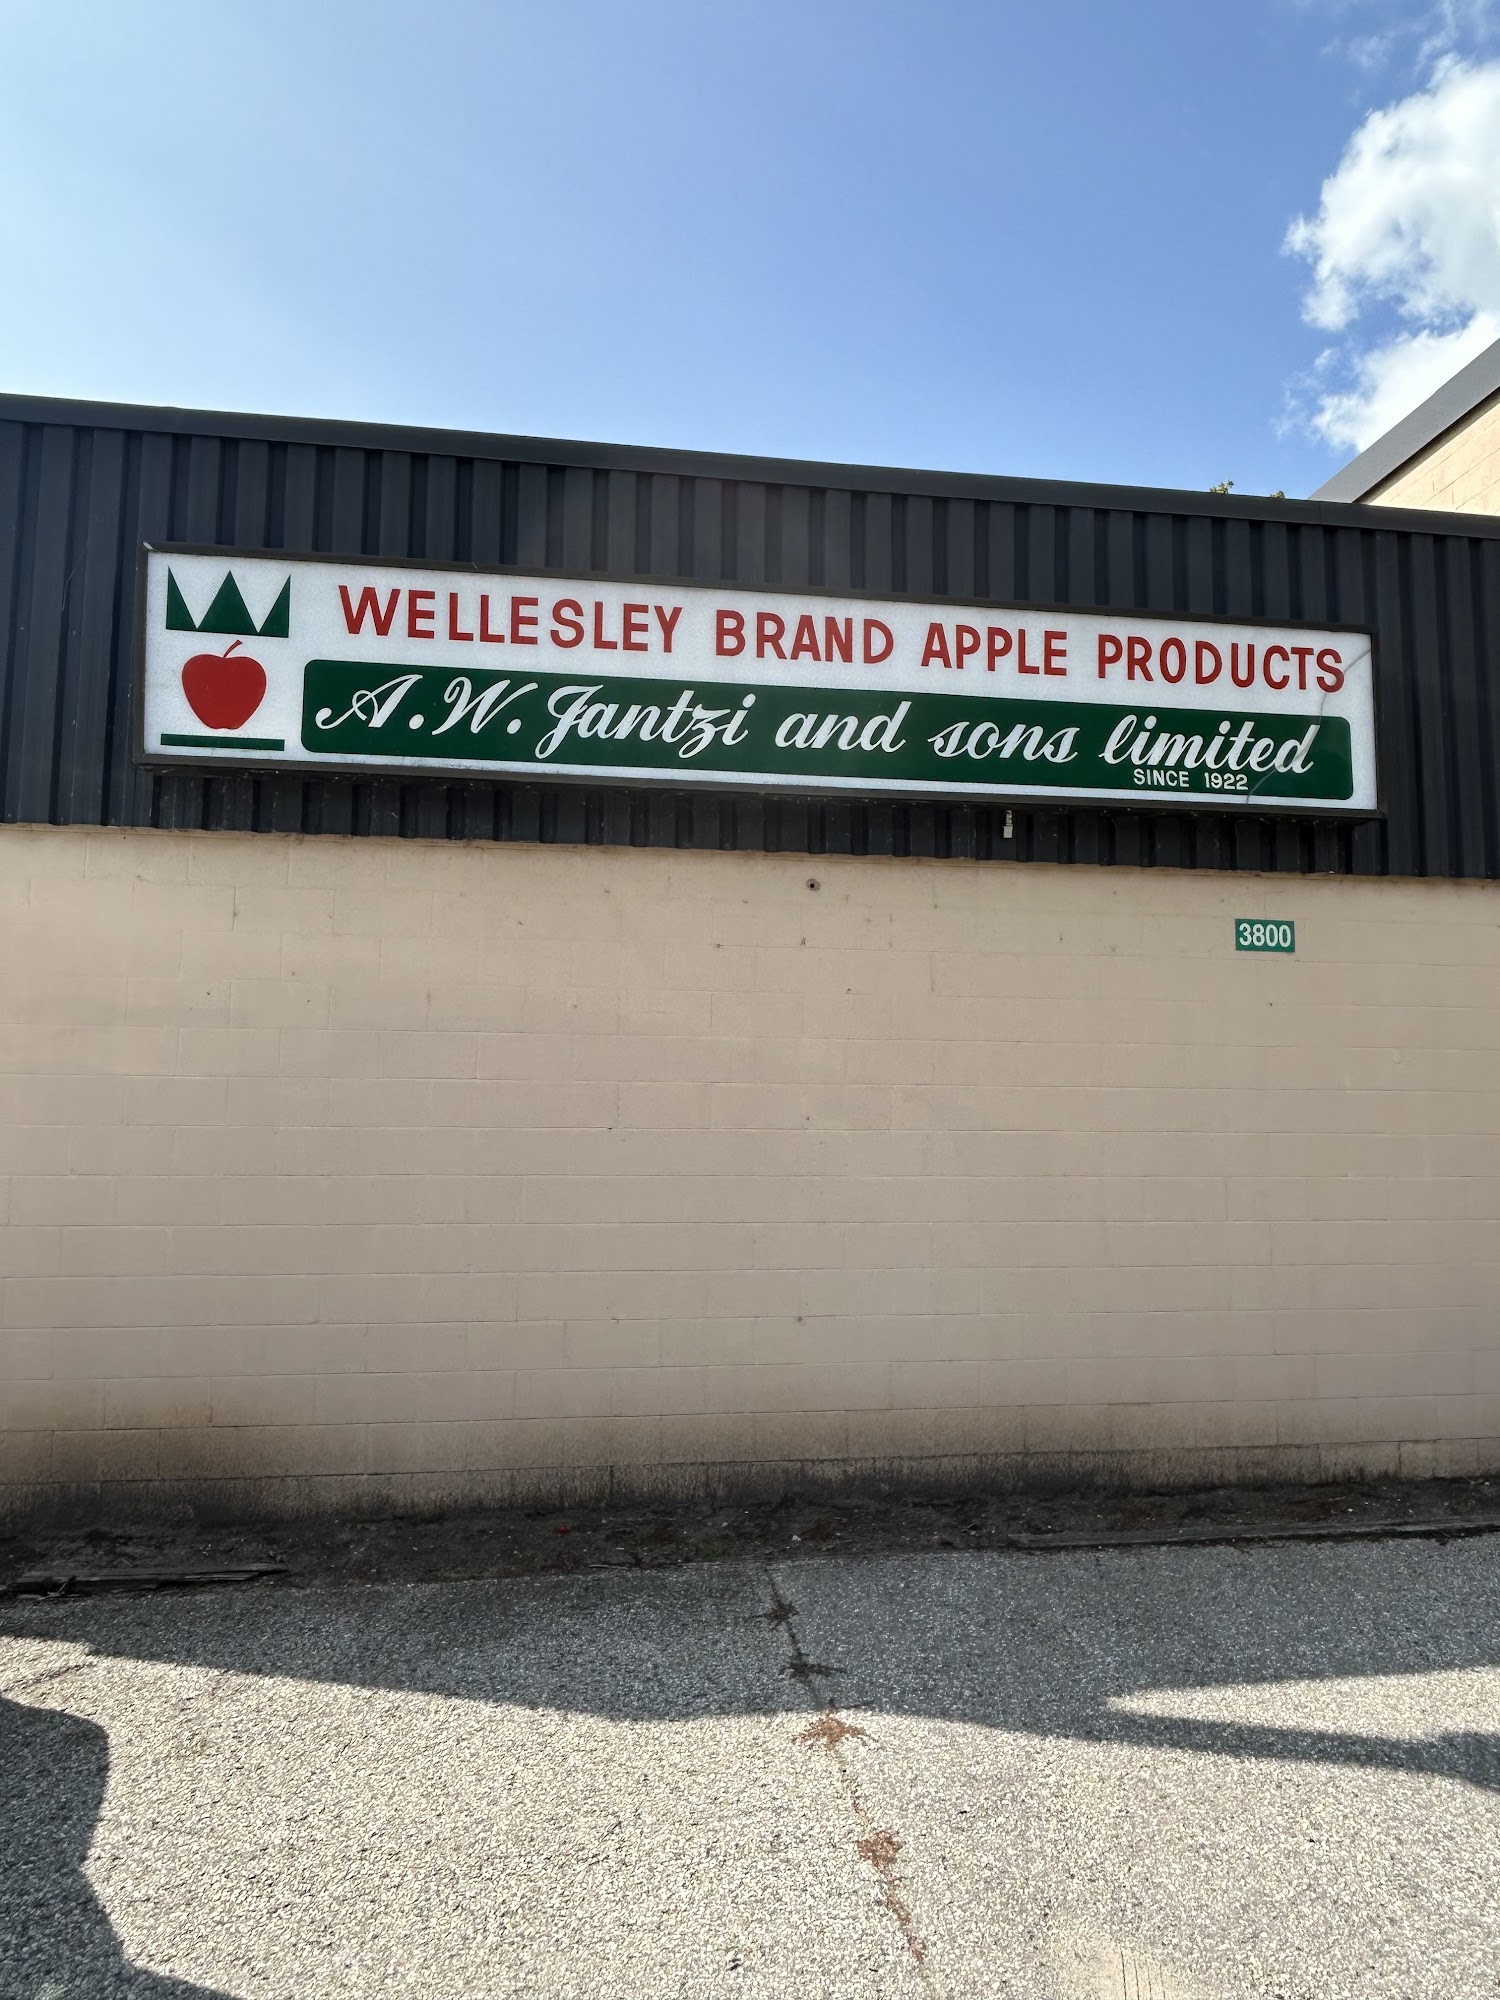 WELLESLEY BRAND APPLE PRODUCTS
A.W. Jantzi and sons limited
SINCE 1922
3800